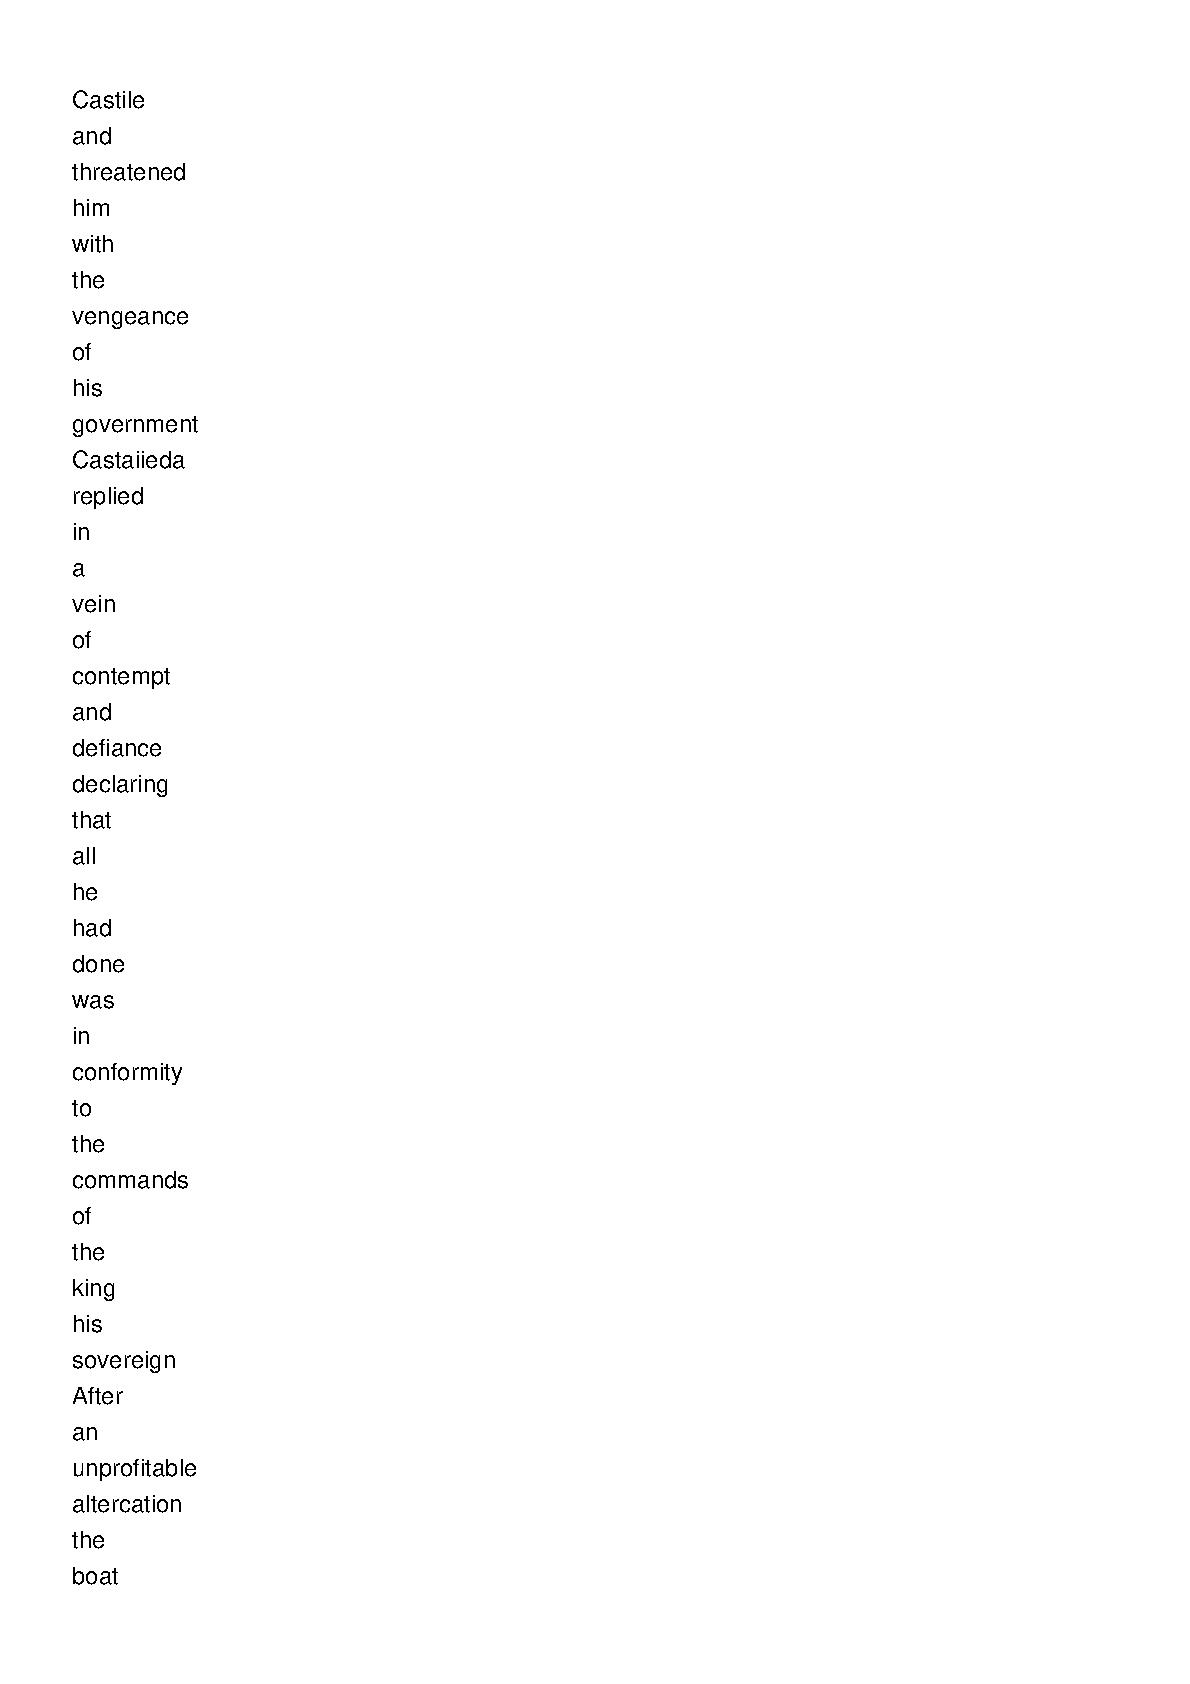 Castile
and
threatened
him
with
the
vengeance
of
his
government
Castaiieda
replied
in
a
vein
of
contempt
and
defiance
declaring
that
all
he
had
done
was
in
conformity
to
the
commands
of
the
king
his
sovereign
After
an
unprofitable
altercation
the
boat